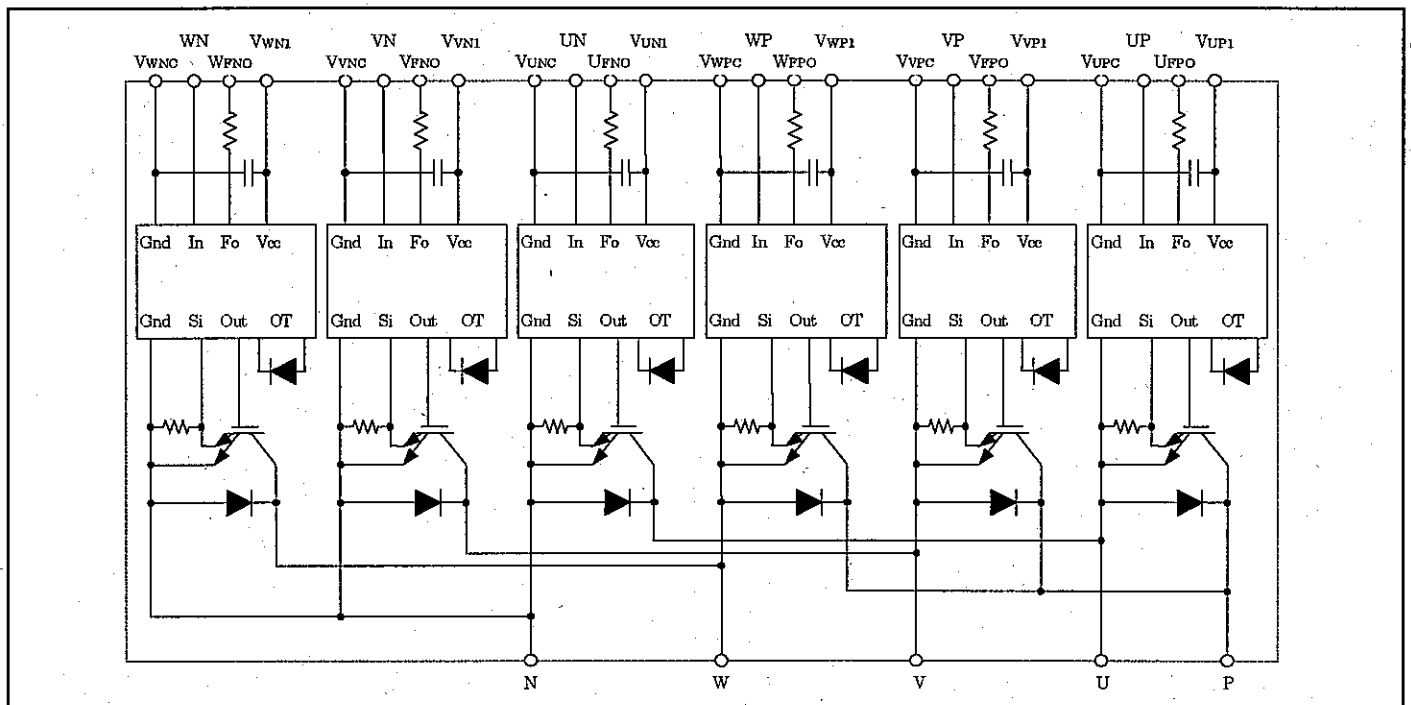 WN VWN1 VN VVN1 UN VUN1 WP VWP1 VP VVP1 UP VUP1
VWNC WFNO VVNC VFNO VUNC UFNO VWPC WFPO VVPC VFPO VUPC UFPO
Gnd In Fo Vcc Gnd In Fo Vcc Gnd In Fo Vcc Gnd In Fo Vcc Gnd In Fo Vcc Gnd In Fo Vcc
Gnd Si Out OT Gnd Si Out OT Gnd Si Out OT Gnd Si Out OT Gnd Si Out OT Gnd Si Out OT
N W V U P